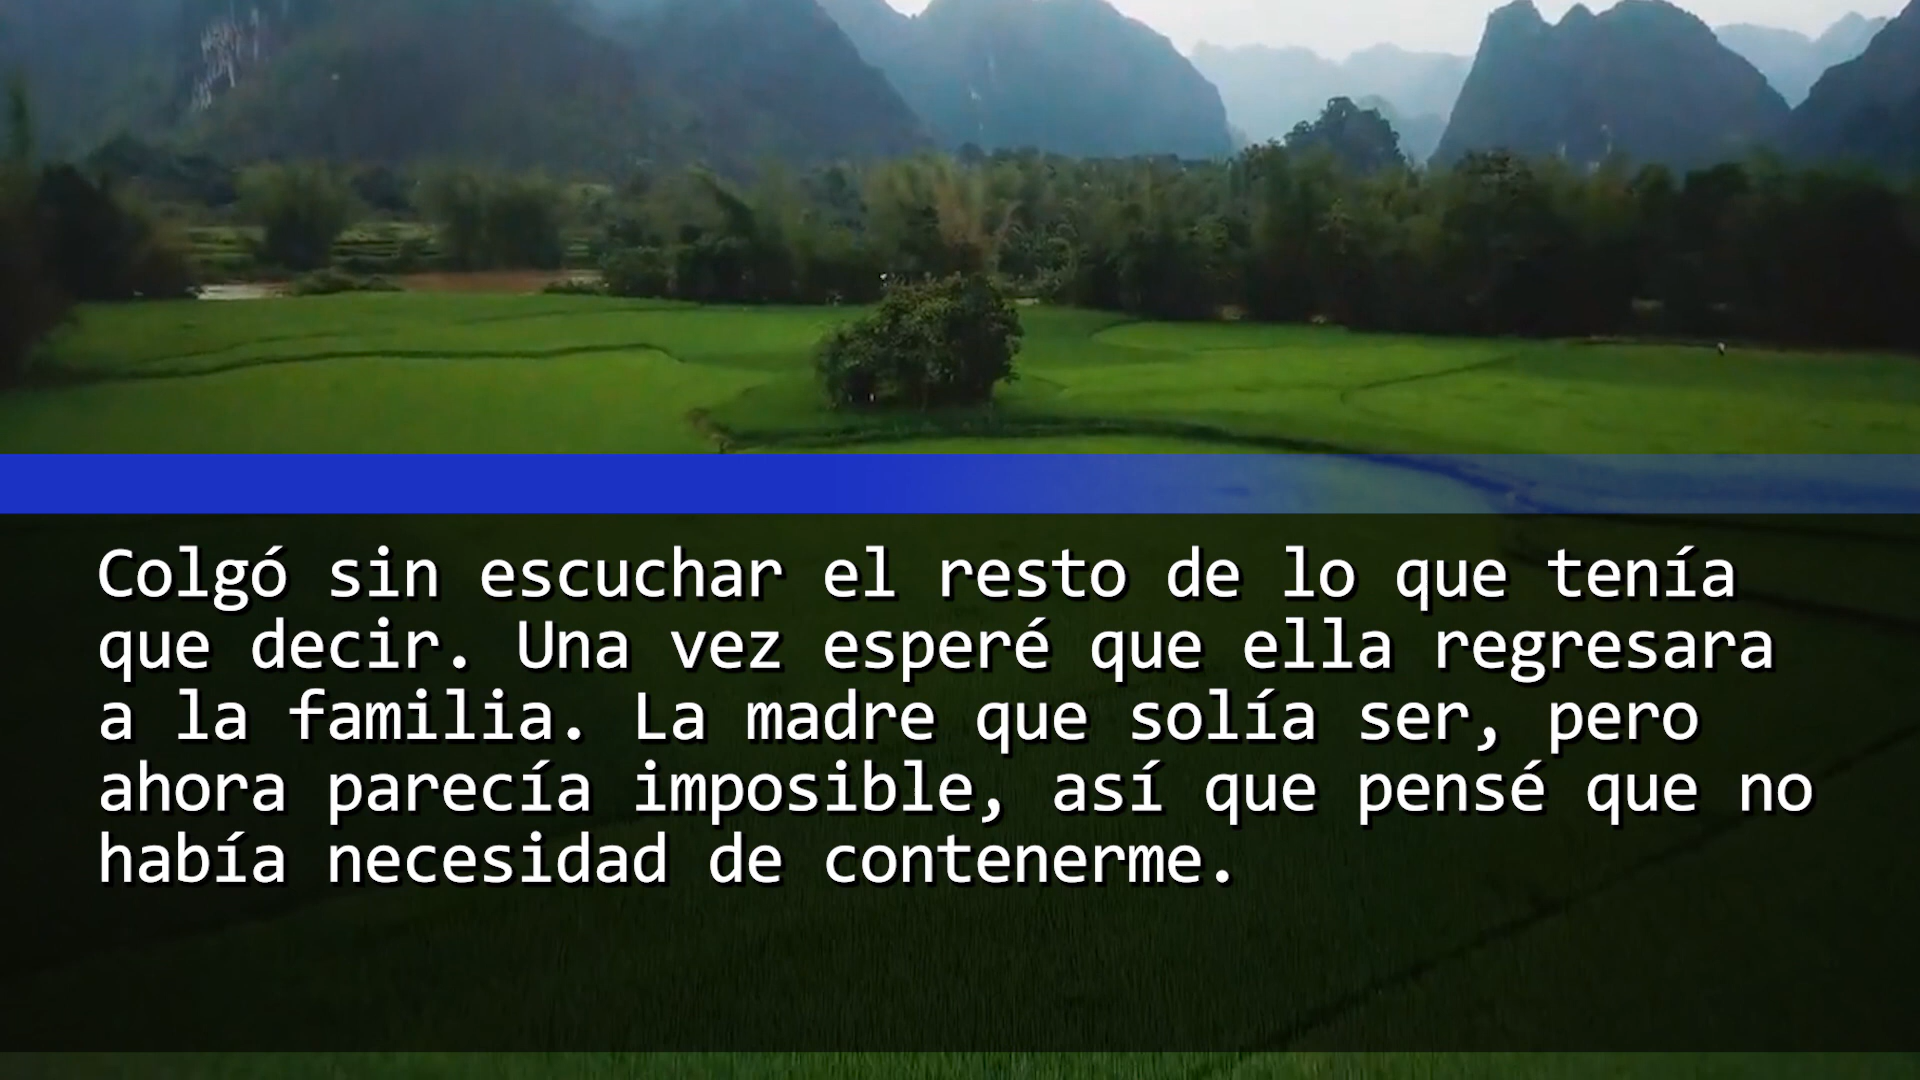 Colgó sin escuchar el resto de lo que tenía
que decir. Una vez esperé que ella regresara
a la familia. La madre que solía ser, pero
ahora parecía imposible, así que pensé que no
había necesidad de contenerme.